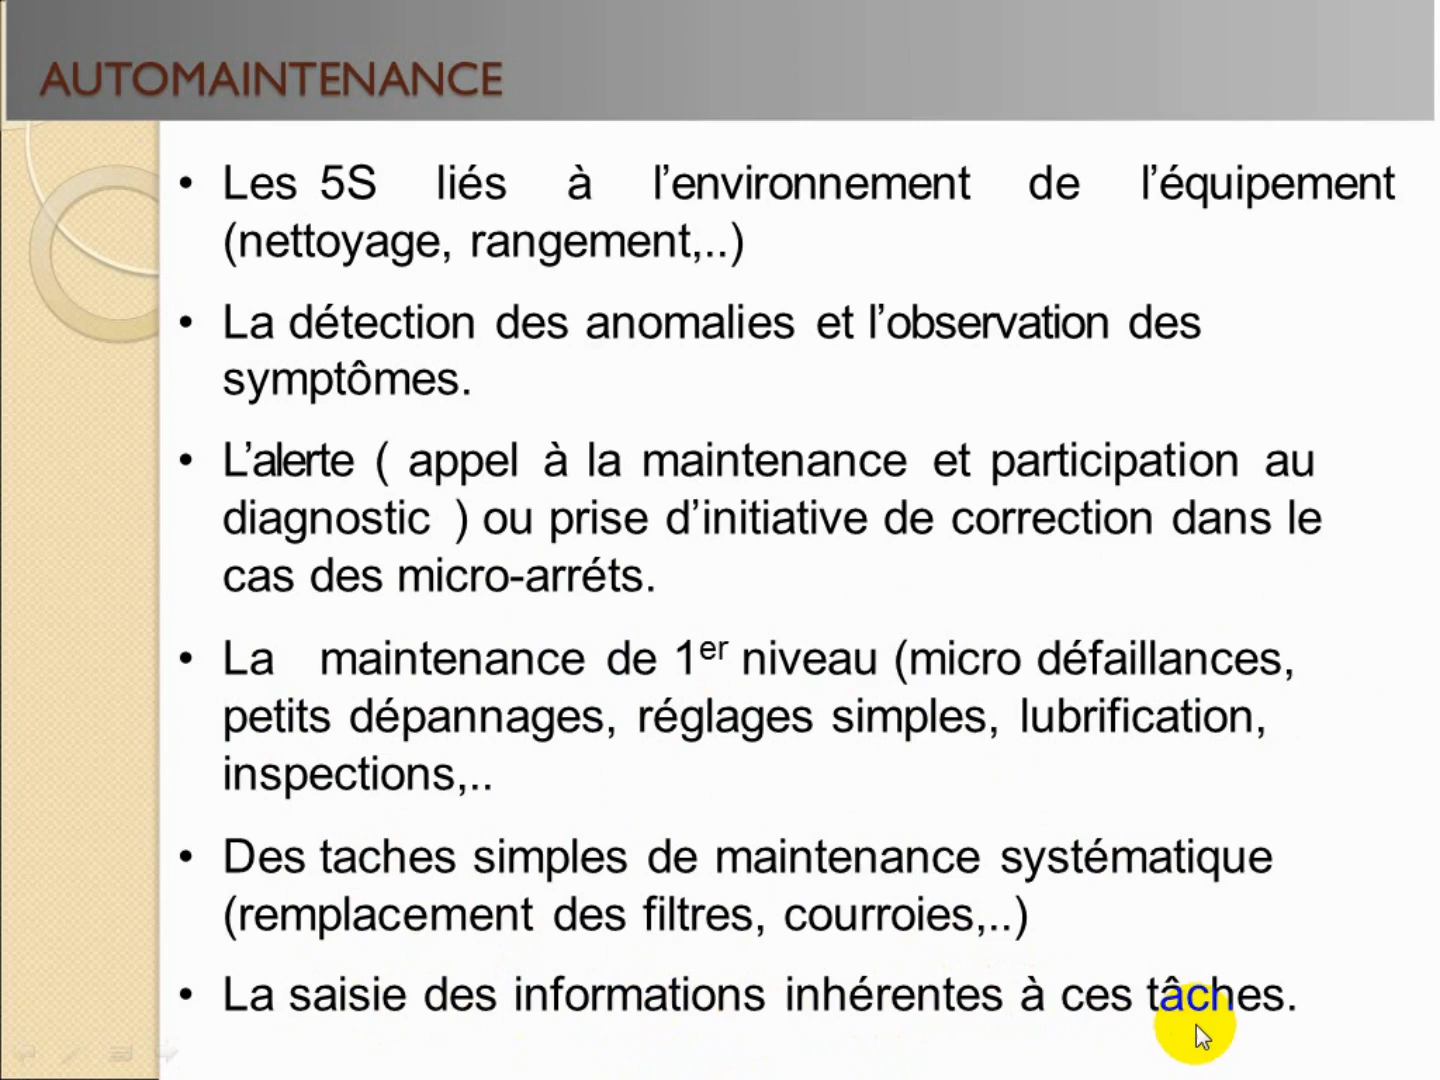 AUTOMAINTENANCE
• Les 5S liés à l’environnement de l’équipement
(nettoyage, rangement,..)
• La détection des anomalies et l’observation des
symptômes.
• L’alerte ( appel à la maintenance et participation au
diagnostic ) ou prise d’initiative de correction dans le
cas des micro-arréts.
• La maintenance de 1er niveau (micro défaillances,
petits dépannages, réglages simples, lubrification,
inspections,..
• Des taches simples de maintenance systématique
(remplacement des filtres, courroies,..)
• La saisie des informations inhérentes à ces tâches.